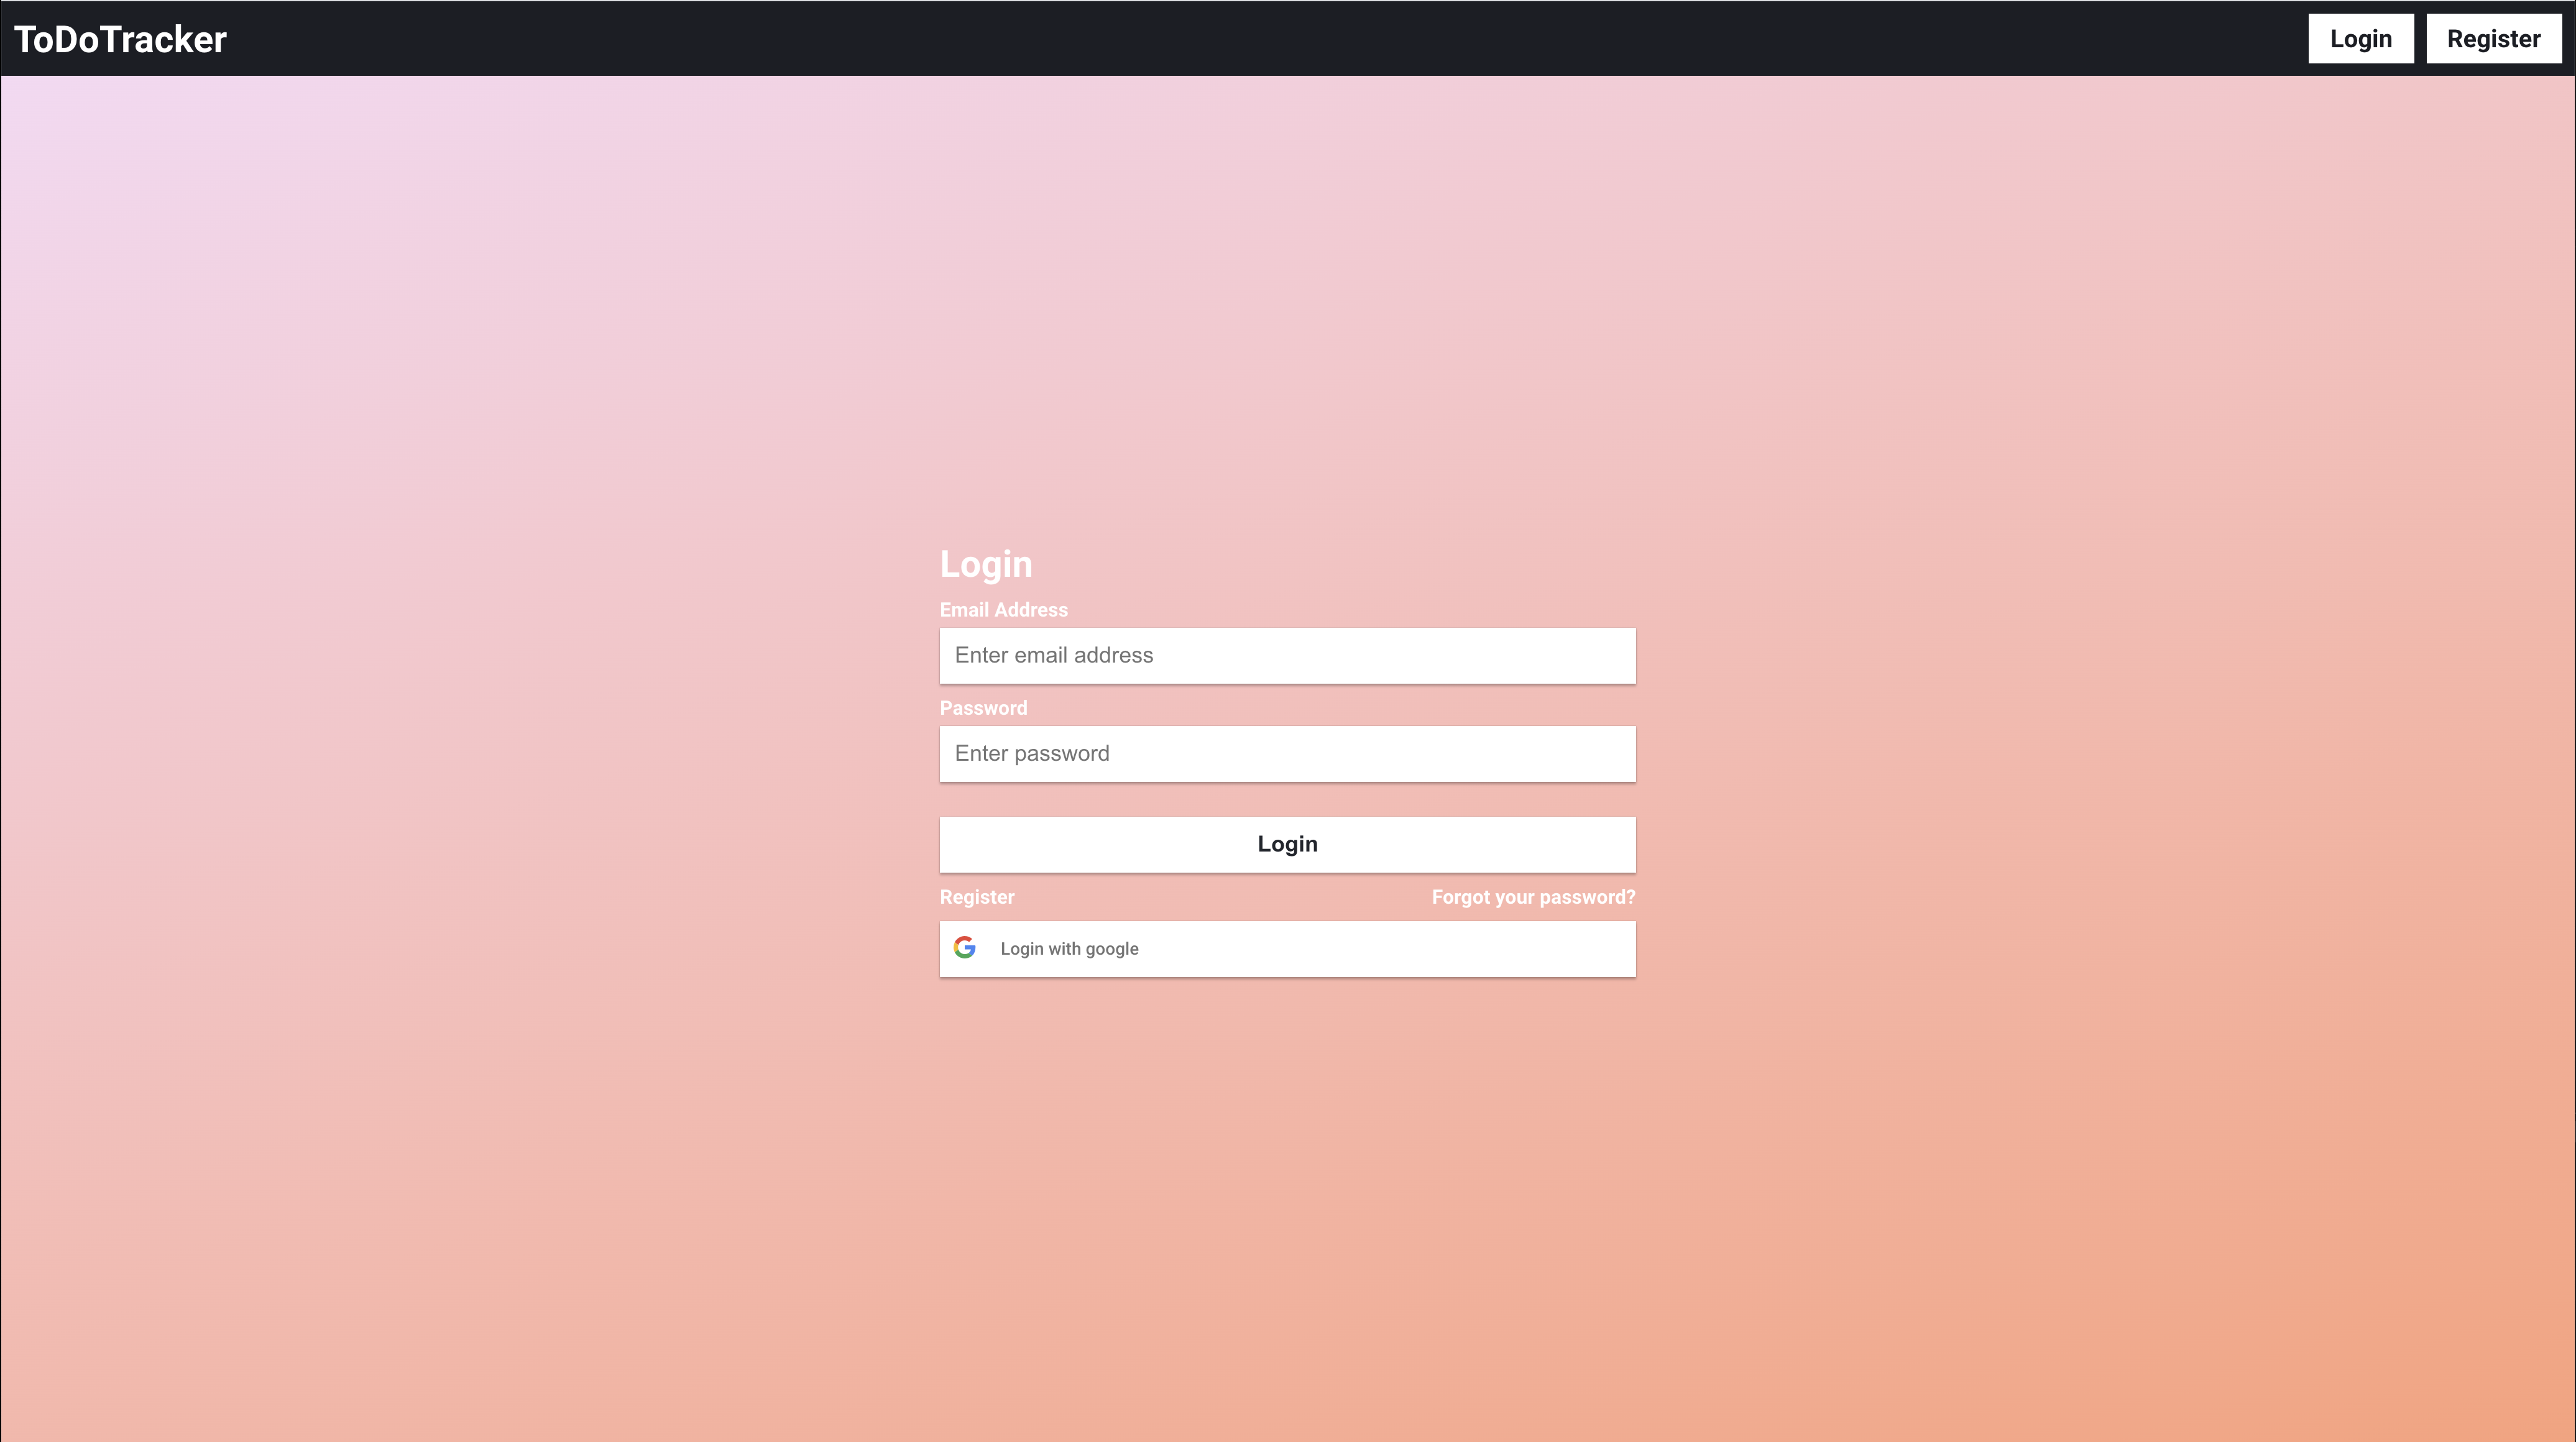 ToDoTracker Login Register
Login
Email Address
Enter email address
Password
Enter password
Login
Register Forgot your password?
Login with google